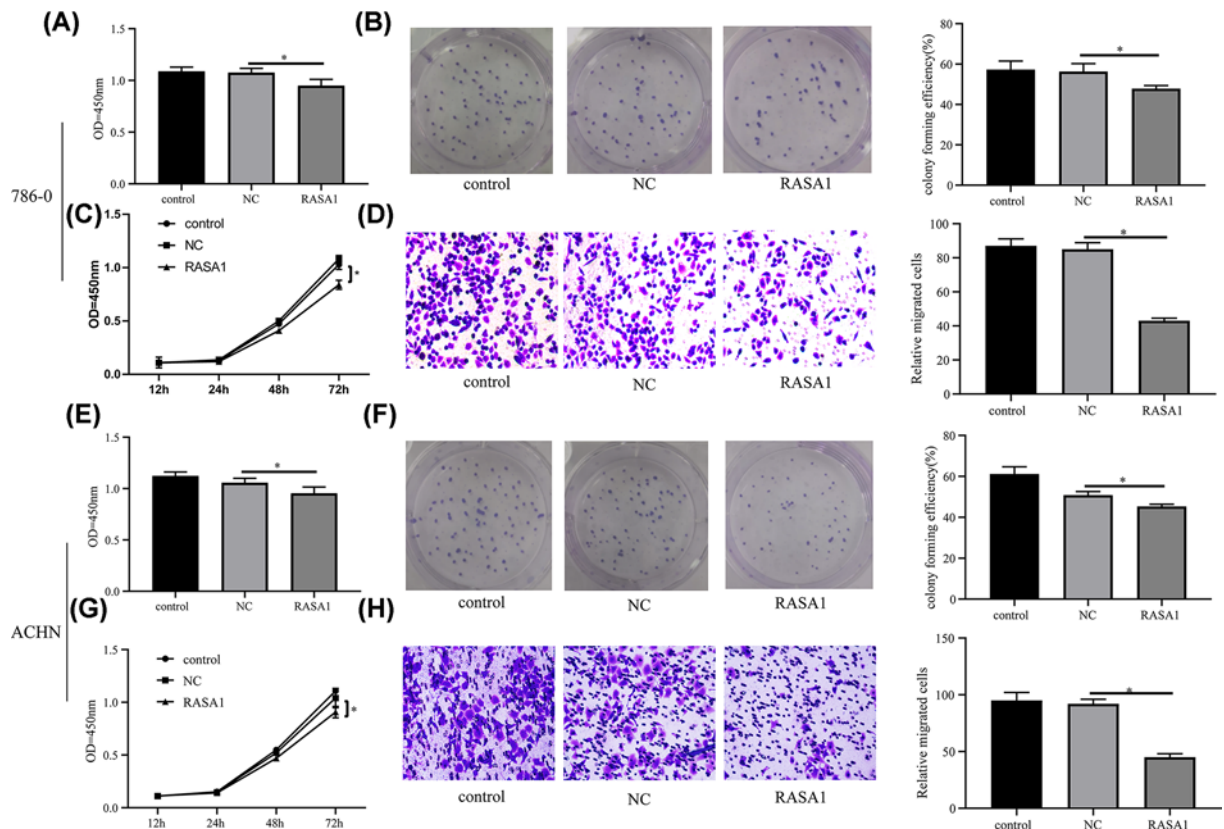 (A)
1.5
1.0
0.5
0.0
OD=450nm
*
control
NC
RASA1
(B)
control
NC
RASA1
80
60
40
20
0
colony forming efficiency(%)
*
control
NC
RASA1
786-0
(C)
1.5
1.0
0.5
0.0
OD=450nm
control
NC
RASA1
*
12h
24h
48h
72h
(D)
control
NC
RASA1
100
80
60
40
20
0
Relative migrated cells
*
control
NC
RASA1
(E)
1.5
1.0
0.5
0.0
OD=450nm
*
control
NC
RASA1
(F)
control
NC
RASA1
80
60
40
20
0
colony forming efficiency(%)
*
control
NC
RASA1
ACHN
(G)
1.5
1.0
0.5
0.0
OD=450nm
control
NC
RASA1
*
12h
24h
48h
72h
(H)
control
NC
RASA1
150
100
50
0
Relative migrated cells
*
control
NC
RASA1